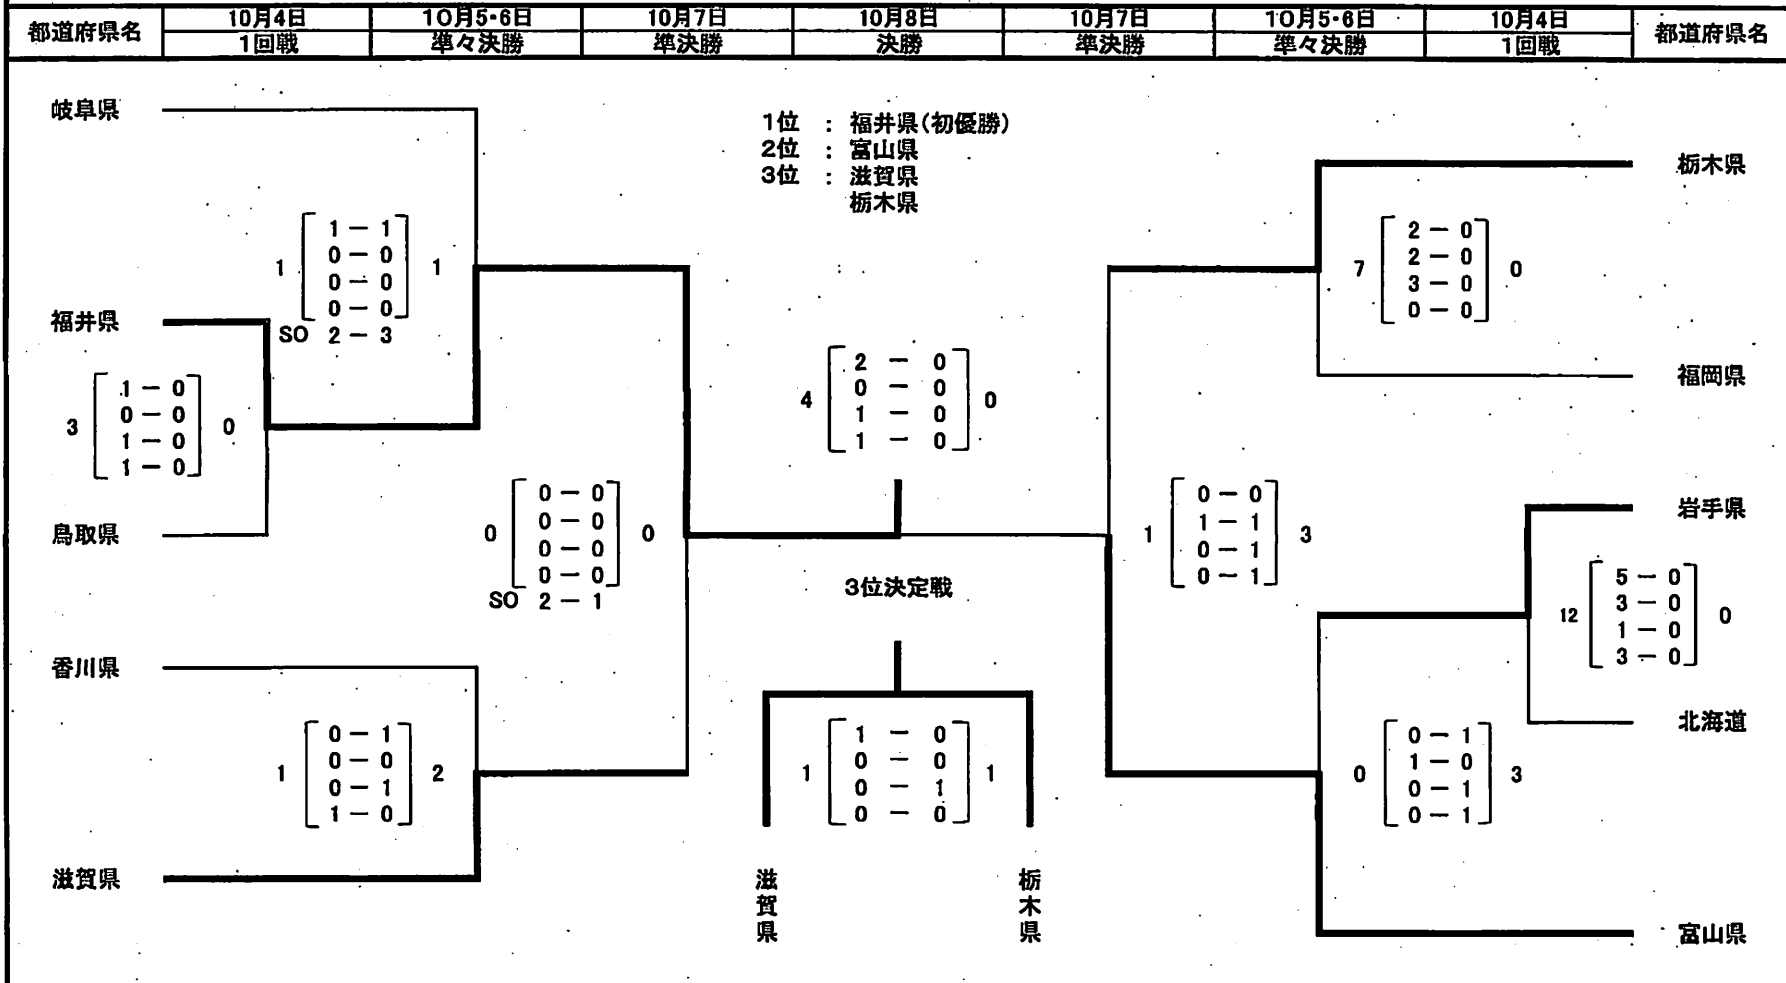 都道府県名 10月4日 10月5・6日 10月7日 10月8日 10月7日 10月5・6日 10月4日 都道府県名
1回戦 準々決勝 準決勝 決勝 準決勝 準々決勝 1回戦
岐阜県
福井県
鳥取県
香川県
滋賀県
1位 : 福井県(初優勝)
2位 : 富山県
3位 : 滋賀県
栃木県
1 1
1 - 1
0 - 0
0 - 0
0 - 0
SO 2 - 3
3 0
1 - 0
0 - 0
1 - 0
1 - 0
0 0
0 - 0
0 - 0
0 - 0
0 - 0
SO 2 - 1
1 2
0 - 1
0 - 0
0 - 1
1 - 0
4 0
2 - 0
0 - 0
1 - 0
1 - 0
3位決定戦
1 1
1 - 0
0 - 0
0 - 1
0 - 0
滋賀県
栃木県
7 0
2 - 0
2 - 0
3 - 0
0 - 0
1 3
0 - 0
1 - 1
0 - 1
0 - 1
12 0
5 - 0
3 - 0
1 - 0
3 - 0
0 3
0 - 1
1 - 0
0 - 1
0 - 1
栃木県
福岡県
岩手県
北海道
富山県